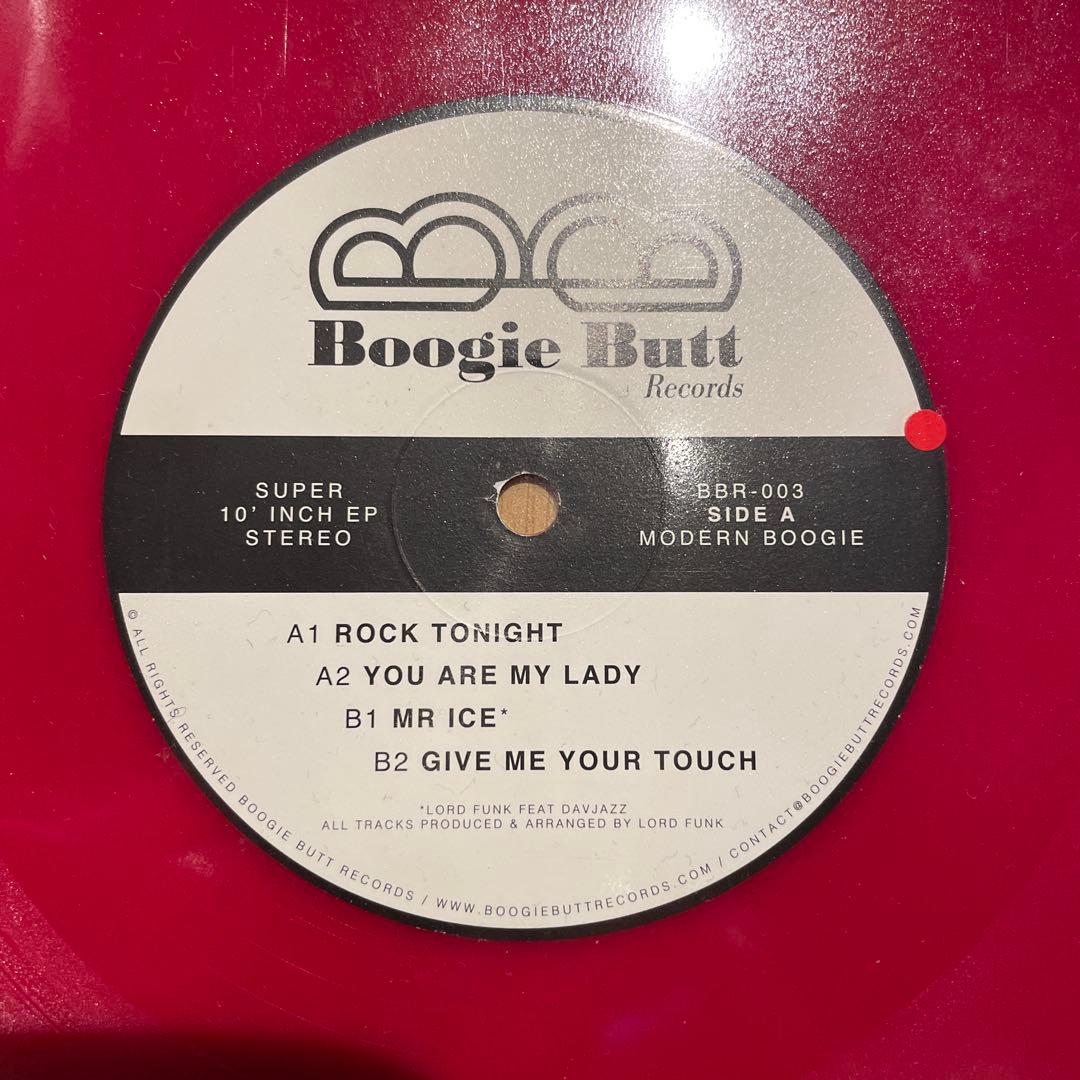 Boogie Butt
Records
SUPER
10' INCH EP
STEREO
BBR-003
SIDE A
MODERN BOOGIE
A1 ROCK TONIGHT
A2 YOU ARE MY LADY
B1 MR ICE*
B2 GIVE ME YOUR TOUCH
*LORD FUNK FEAT DAVJAZZ
ALL TRACKS PRODUCED & ARRANGED BY LORD FUNK
© ALL RIGHTS RESERVED BOOGIE BUTT RECORDS / WWW.BOOGIEBUTTRECORDS.COM / CONTACT@BOOGIEBUTTRECORDS.COM